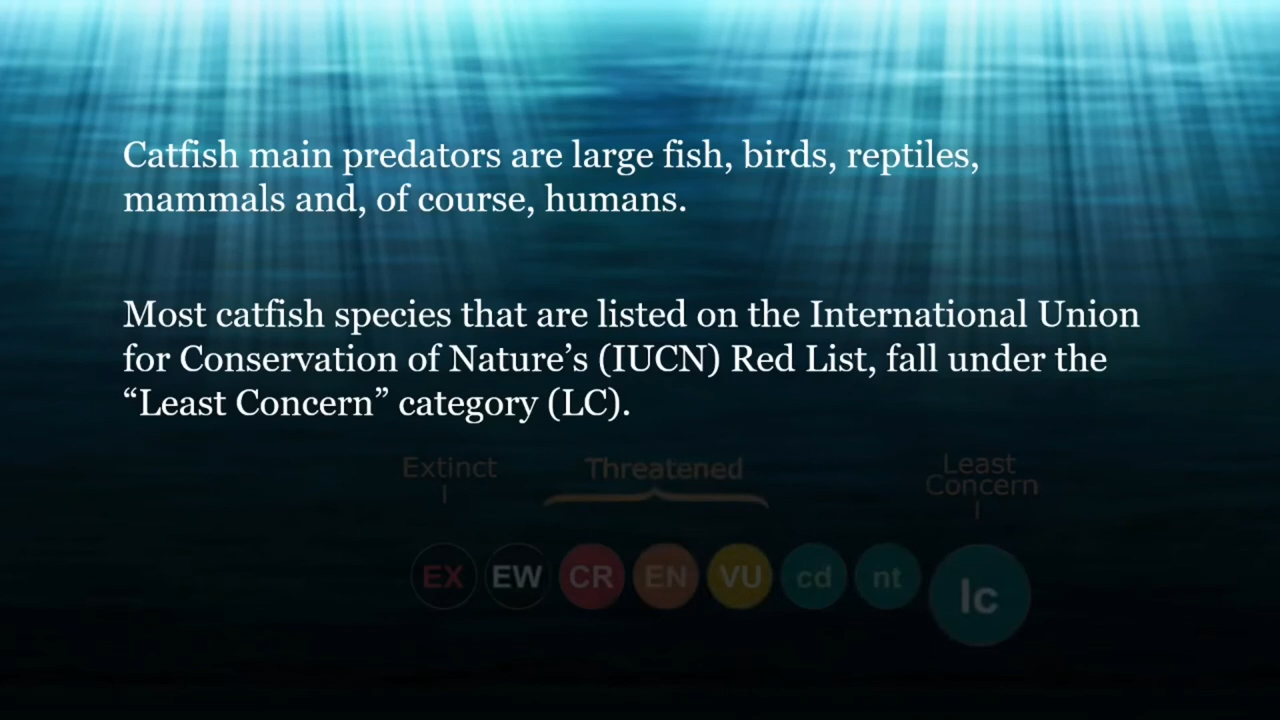 Catfish main predators are large fish, birds, reptiles,
mammals and, of course, humans.
Most catfish species that are listed on the International Union
for Conservation of Nature’s (IUCN) Red List, fall under the
“Least Concern” category (LC).
Extinct
Threatened
Least
Concern
EX EW CR EN VU cd nt lc